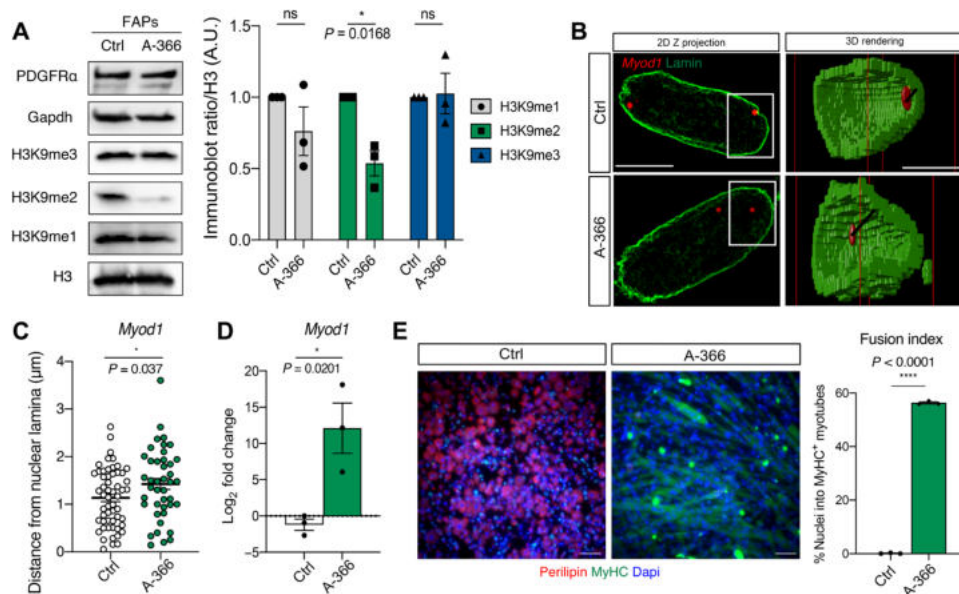 A
FAPs
Ctrl A-366
PDGFRα
Gapdh
H3K9me3
H3K9me2
H3K9me1
H3
Immunoblot ratio/H3 (A.U.)
ns * ns
P = 0.0168
1.5
1.0
0.5
0.0
Ctrl A-366 Ctrl A-366 Ctrl A-366
H3K9me1
H3K9me2
H3K9me3
B
2D Z projection 3D rendering
Myod1 Lamin
Ctrl
A-366
C
Myod1
*
P = 0.037
Distance from nuclear lamina (μm)
4
3
2
1
0
Ctrl A-366
D
Myod1
*
P = 0.0201
Log2 fold change
20
15
10
5
0
−5
Ctrl A-366
E
Ctrl A-366
Perilipin MyHC Dapi
Fusion index
P < 0.0001
****
% Nuclei into MyHC+ myotubes
60
40
20
0
Ctrl A-366